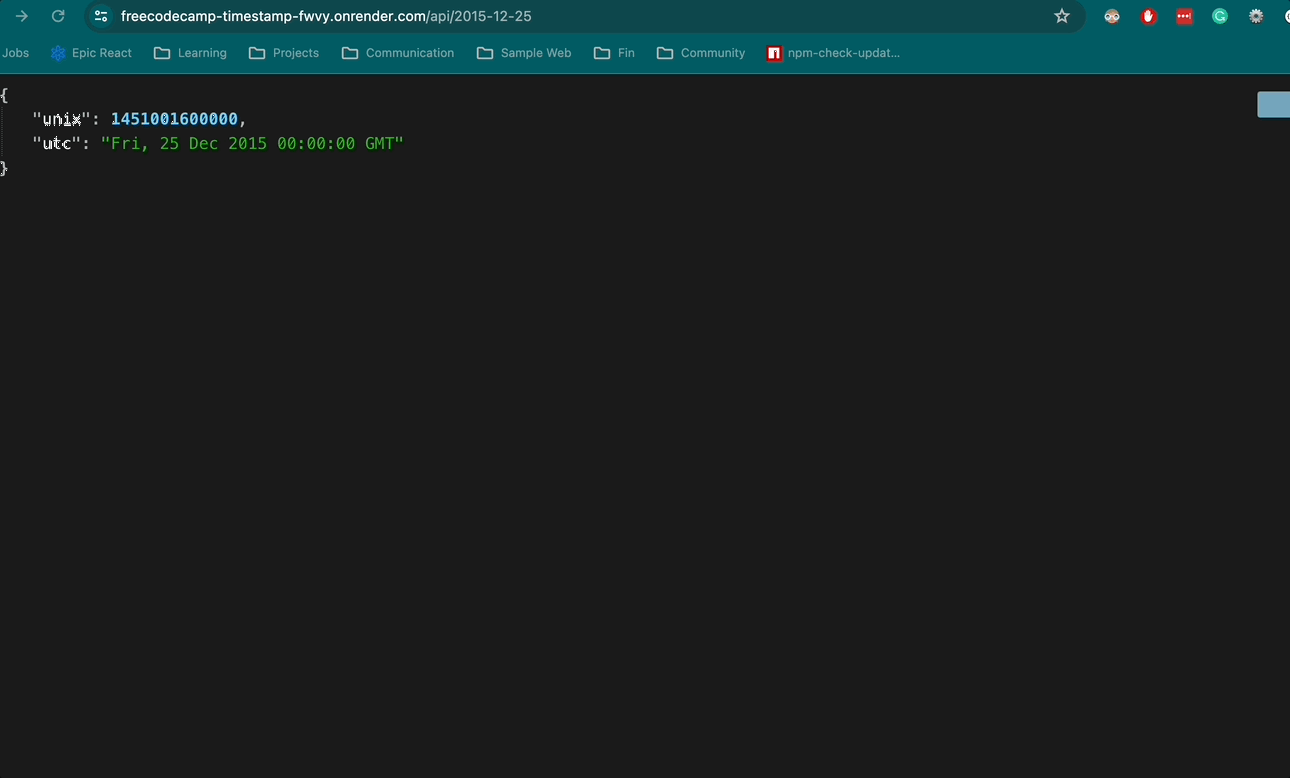 freecodecamp-timestamp-fwvy.onrender.com/api/2015-12-25
Jobs Epic React Learning Projects Communication Sample Web Fin Community npm-check-updat...
{
"unix": 1451001600000,
"utc": "Fri, 25 Dec 2015 00:00:00 GMT"
}